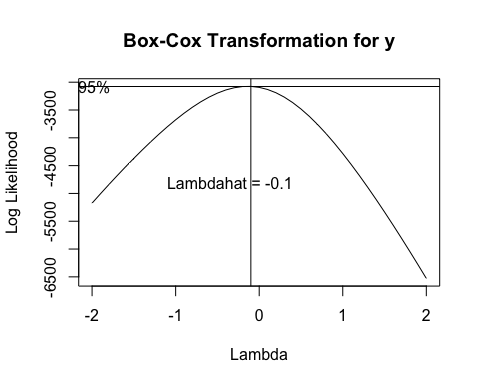 Box-Cox Transformation for y
95%
Log Likelihood
-3500
-4500
-5500
-6500
Lambdahat = -0.1
-2 -1 0 1 2
Lambda